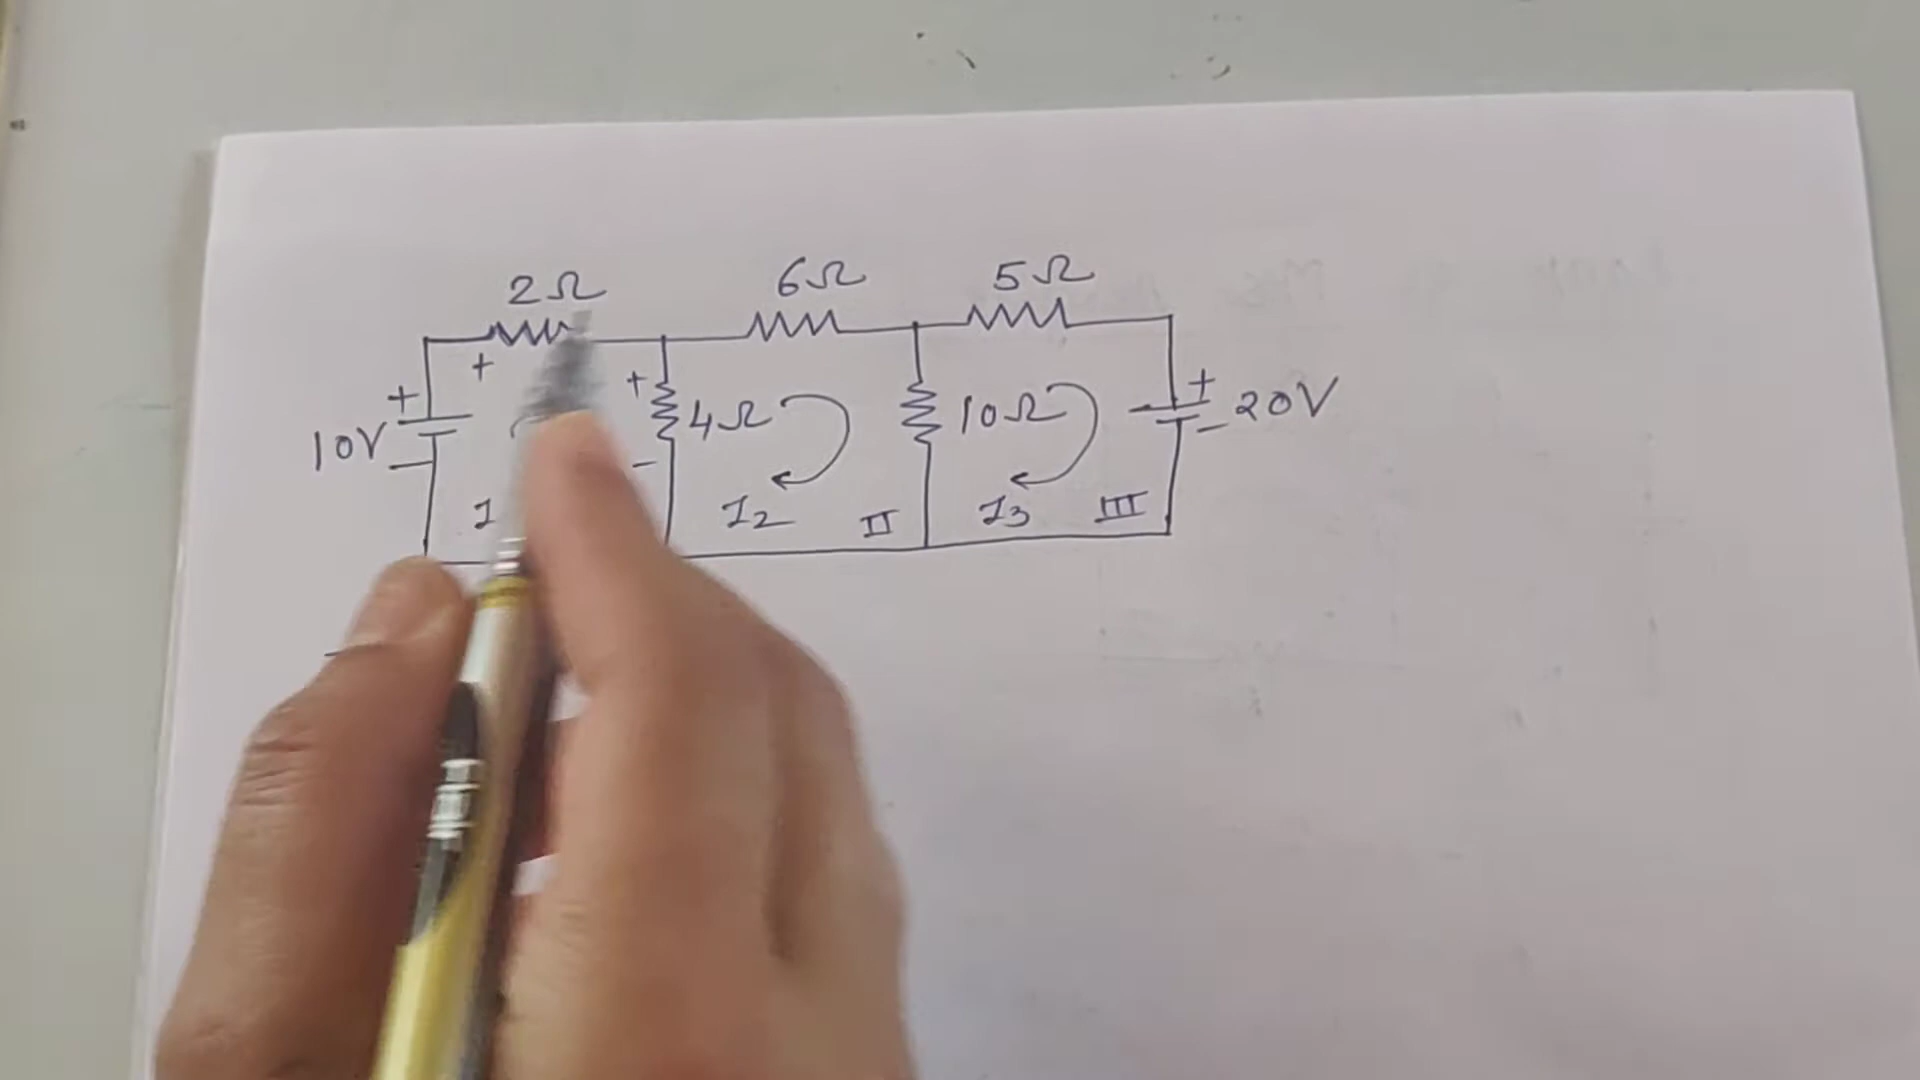 2Ω 6Ω 5Ω
+ + + +
10V 4Ω 10Ω 20V
- - -
I2 II I3 III